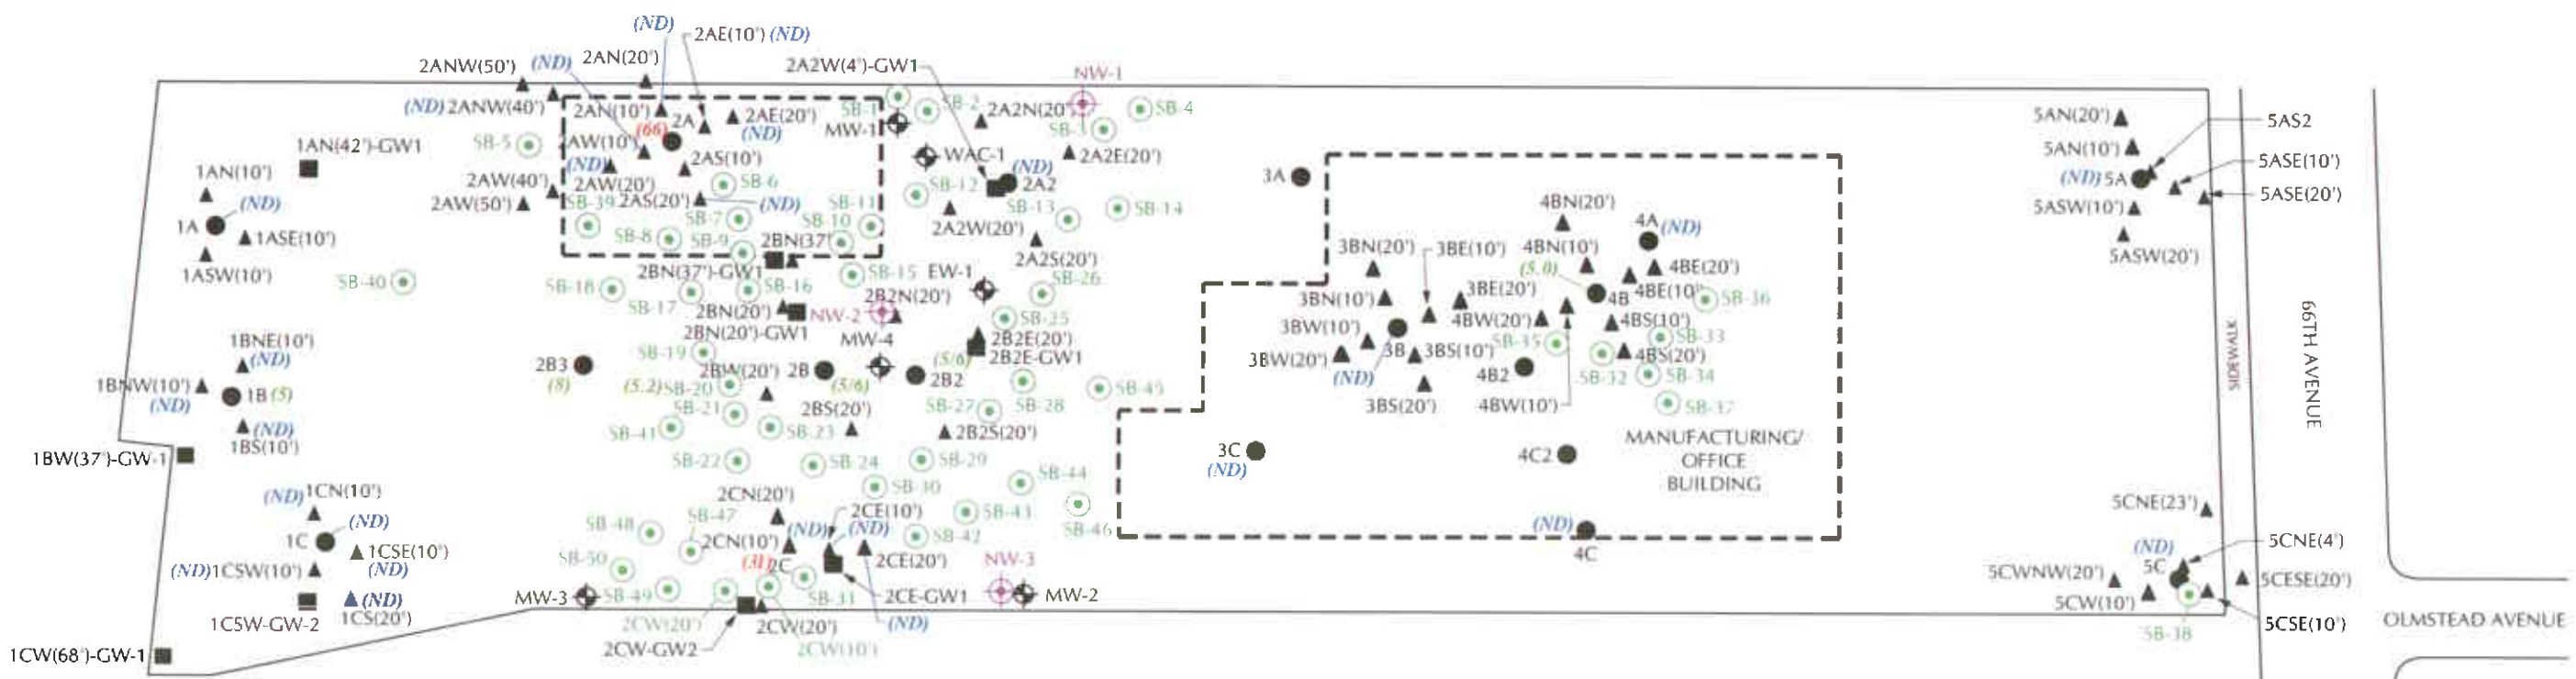 (ND)
2AE(10') (ND)
2AN(20')
2ANW(50') (ND)
2A2W(4')-GW1
NW-1
(ND) 2ANW(40')
2AN(10')
2A
2AE(20')
(ND)
(66)
SB-1
SB-2
2A2N(20')
SB-4
MW-1
SB-3
SB-5
2AW(10')
1AN(42')-GW1
(ND)
2AS(10')
WAC-1
(ND)
2A2E(20')
1AN(10')
2AW(40')
2AW(20')
SB-6
SB-12
2A2
2AW(50')
SB-39
2AS(20')
(ND)
SB-11
SB-13
SB-14
(ND)
1A
SB-7
SB-10
2A2W(20')
1ASE(10')
SB-8
SB-9
2BN(37')
2A2S(20')
1ASW(10')
2BN(37')-GW1
SB-15
EW-1
SB-26
SB-40
SB-18
SB-17
SB-16
2B2N(20')
2BN(20')
NW-2
SB-25
2BN(20')-GW1
MW-4
2B2E(20')
2B2E-GW1
1BNE(10')
(ND)
2B3
(8)
SB-19
2BW(20')
2B
(5/6)
(5/6)
2B2
1BNW(10')
(ND)
1B (5)
(5.2)
SB-20
SB-45
SB-21
2BS(20')
SB-27
SB-28
(ND)
1BS(10')
SB-41
SB-23
2B2S(20')
1BW(37')-GW-1
SB-22
SB-24
SB-29
SB-44
SB-30
(ND)
1CN(10')
(ND)
2CN(20')
2CE(10')
SB-43
SB-46
SB-48
SB-47
(ND)
(ND)
SB-42
1C
1CSE(10')
(ND)
2CN(10')
(31)
2C
2CE(20')
NW-3
SB-50
(ND)1CSW(10')
MW-3
SB-49
SB-31
2CE-GW1
MW-2
(ND)
1CS(20')
1CSW-GW-2
2CW(20')
2CW(20')
(ND)
2CW-GW2
2CW(10')
1CW(68')-GW-1
3A
4BN(20')
4A
(ND)
3BN(20')
3BE(10')
4BN(10')
(5.0)
4BE(20')
4BE(10')
3BN(10')
3BE(20')
4B
SB-36
3BW(10')
4BW(20')
4BS(10')
SB-35
SB-33
3BW(20')
(ND)
3B
3BS(10')
4BS(20')
4B2
SB-32
SB-34
3BS(20')
4BW(10')
SB-37
3C
(ND)
4C2
MANUFACTURING/
OFFICE
BUILDING
(ND)
4C
5AN(20')
5AS2
5AN(10')
5ASE(10')
(ND) 5A
5ASE(20')
5ASW(10')
5ASW(20')
SIDEWALK
66TH AVENUE
5CNE(23')
(ND)
5CNE(4')
5C
5CWNW(20')
5CESE(20')
5CW(10')
5CSE(10')
SB-38
OLMSTEAD AVENUE